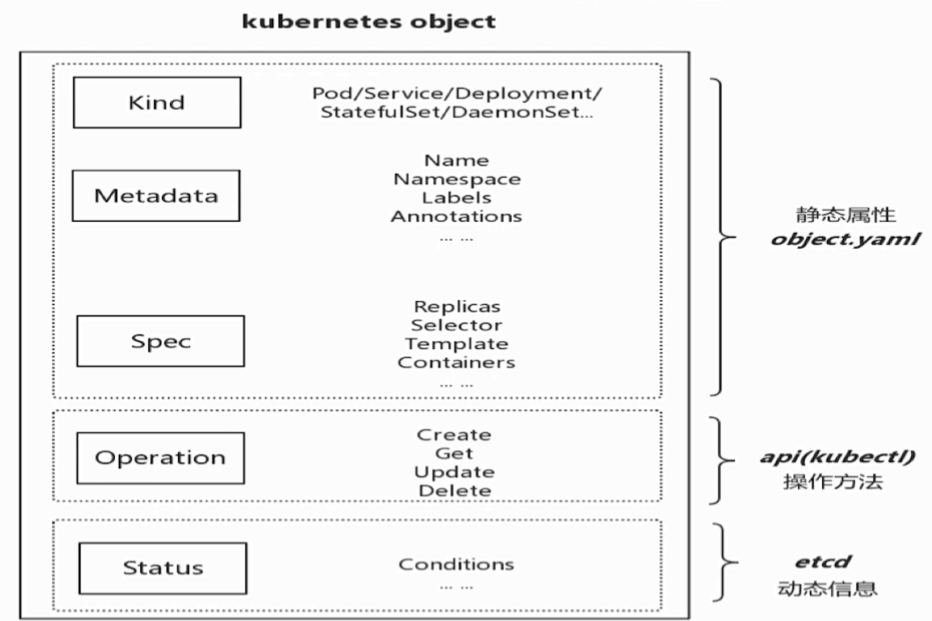 kubernetes object
Kind
Pod/Service/Deployment/
StatefulSet/DaemonSet...
Metadata
Name
Namespace
Labels
Annotations
... ...
Spec
Replicas
Selector
Template
Containers
... ...
静态属性
object.yaml
Operation
Create
Get
Update
Delete
api(kubectl)
操作方法
Status
Conditions
... ...
etcd
动态信息